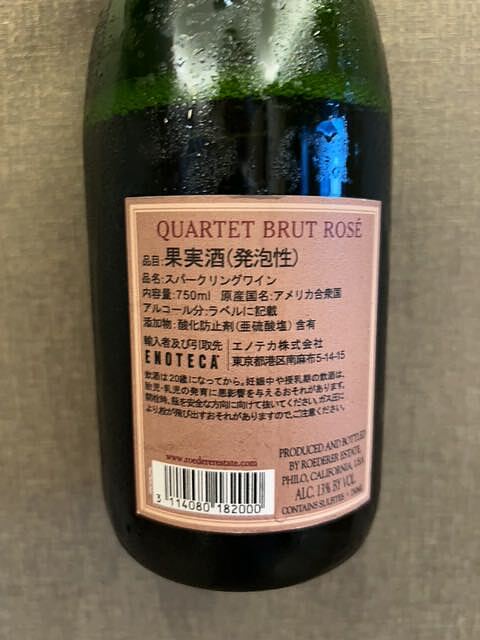 QUARTET BRUT ROSÉ
品目:果実酒(発泡性)
品名:スパークリングワイン
内容量:750ml 原産国名:アメリカ合衆国
アルコール分:ラベルに記載
添加物:酸化防止剤(亜硫酸塩)含有
輸入者及び引取先
ENOTECA
エノテカ株式会社
東京都港区南麻布5-14-15
飲酒は20歳になってから。妊娠中や授乳期の飲酒は、
胎児・乳児の発育に悪影響を与えるおそれがあります。
開栓時、瓶を安全な方向に向けて抜いてください。ガス圧に
より栓が飛び出すおそれがありますので、ご注意ください。
www.roedererestate.com
3 114080 182000
PRODUCED AND BOTTLED
BY ROEDERER ESTATE,
PHILO, CALIFORNIA, USA
ALC. 13% BY VOL
CONTAINS SULFITES • 750ML